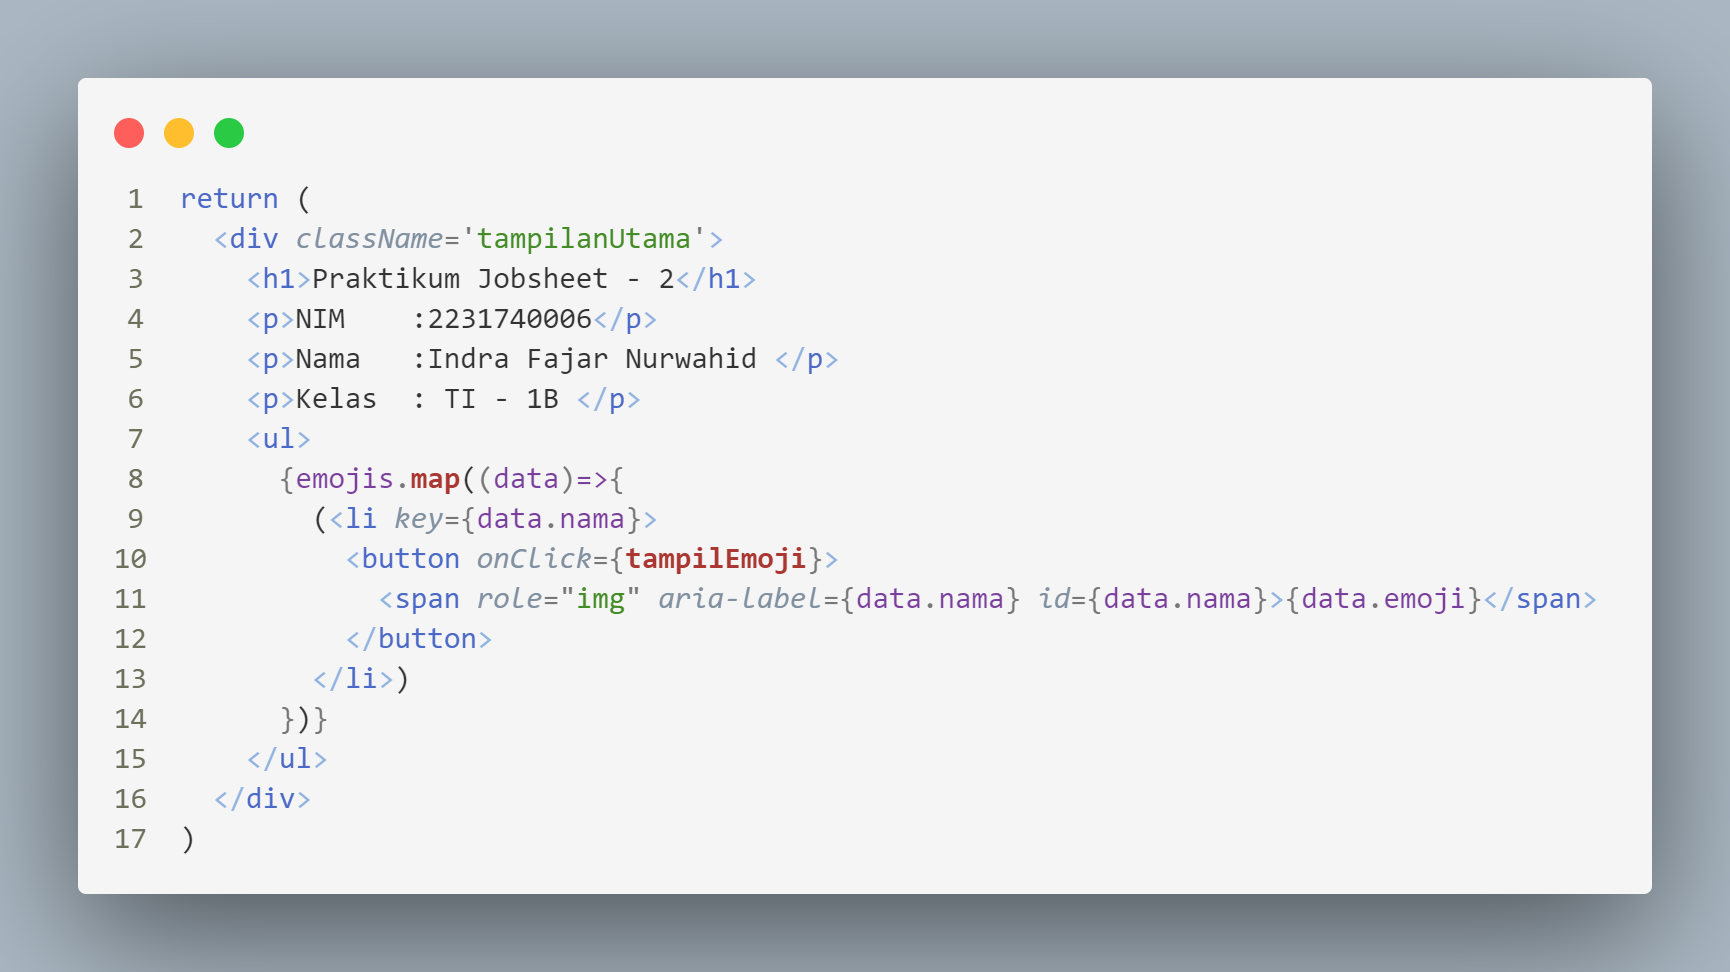 1 return (
2   <div className='tampilanUtama'>
3     <h1>Praktikum Jobsheet - 2</h1>
4     <p>NIM    :2231740006</p>
5     <p>Nama   :Indra Fajar Nurwahid </p>
6     <p>Kelas  : TI - 1B </p>
7     <ul>
8       {emojis.map((data)=>{
9         (<li key={data.nama}>
10           <button onClick={tampilEmoji}>
11             <span role="img" aria-label={data.nama} id={data.nama}>{data.emoji}</span>
12           </button>
13         </li>)
14       })}
15     </ul>
16   </div>
17 )